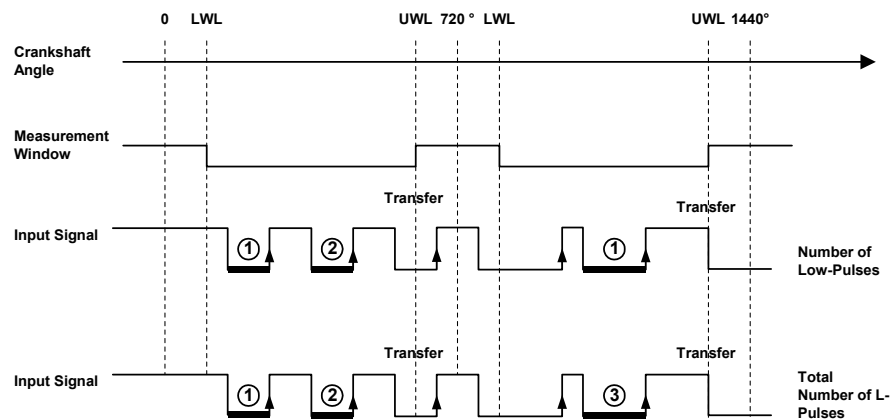 0 LWL UWL 720 ° LWL UWL 1440°
Crankshaft
Angle
Measurement
Window
Transfer Transfer
Input Signal
1 2 1
Number of
Low-Pulses
Transfer Transfer
Input Signal
1 2 3
Total
Number of L-
Pulses